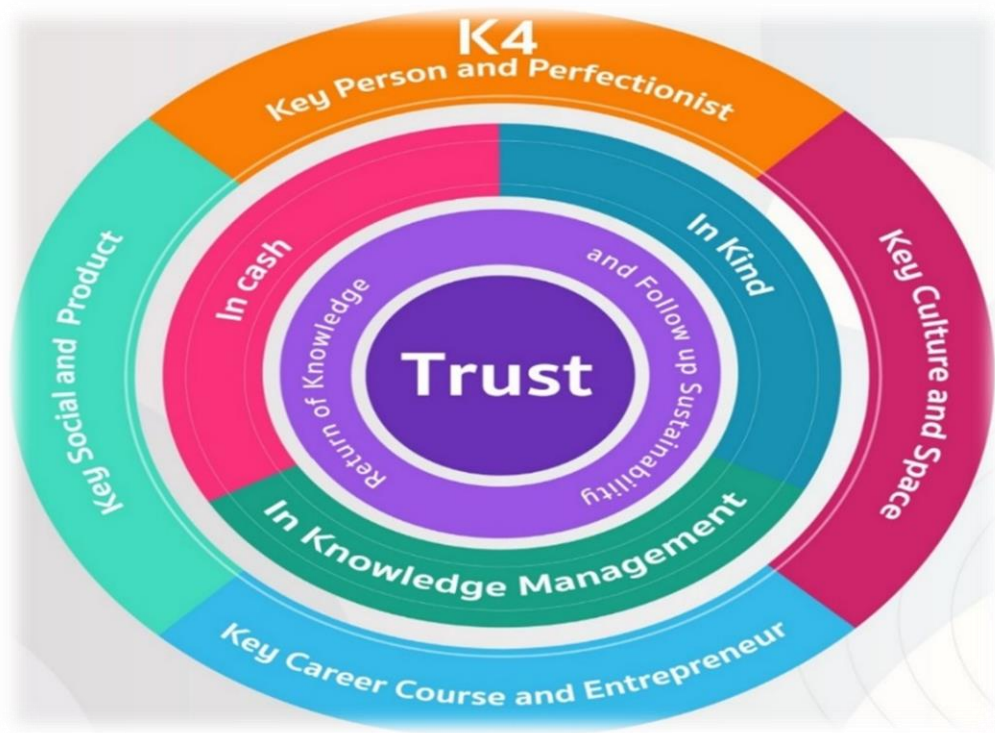 K4
Key Person and Perfectionist
Key Social and Product
Key Culture and Space
Key Career Course and Entrepreneur
In cash
In Kind
In Knowledge Management
Return of Knowledge
and Follow up Sustainability
Trust